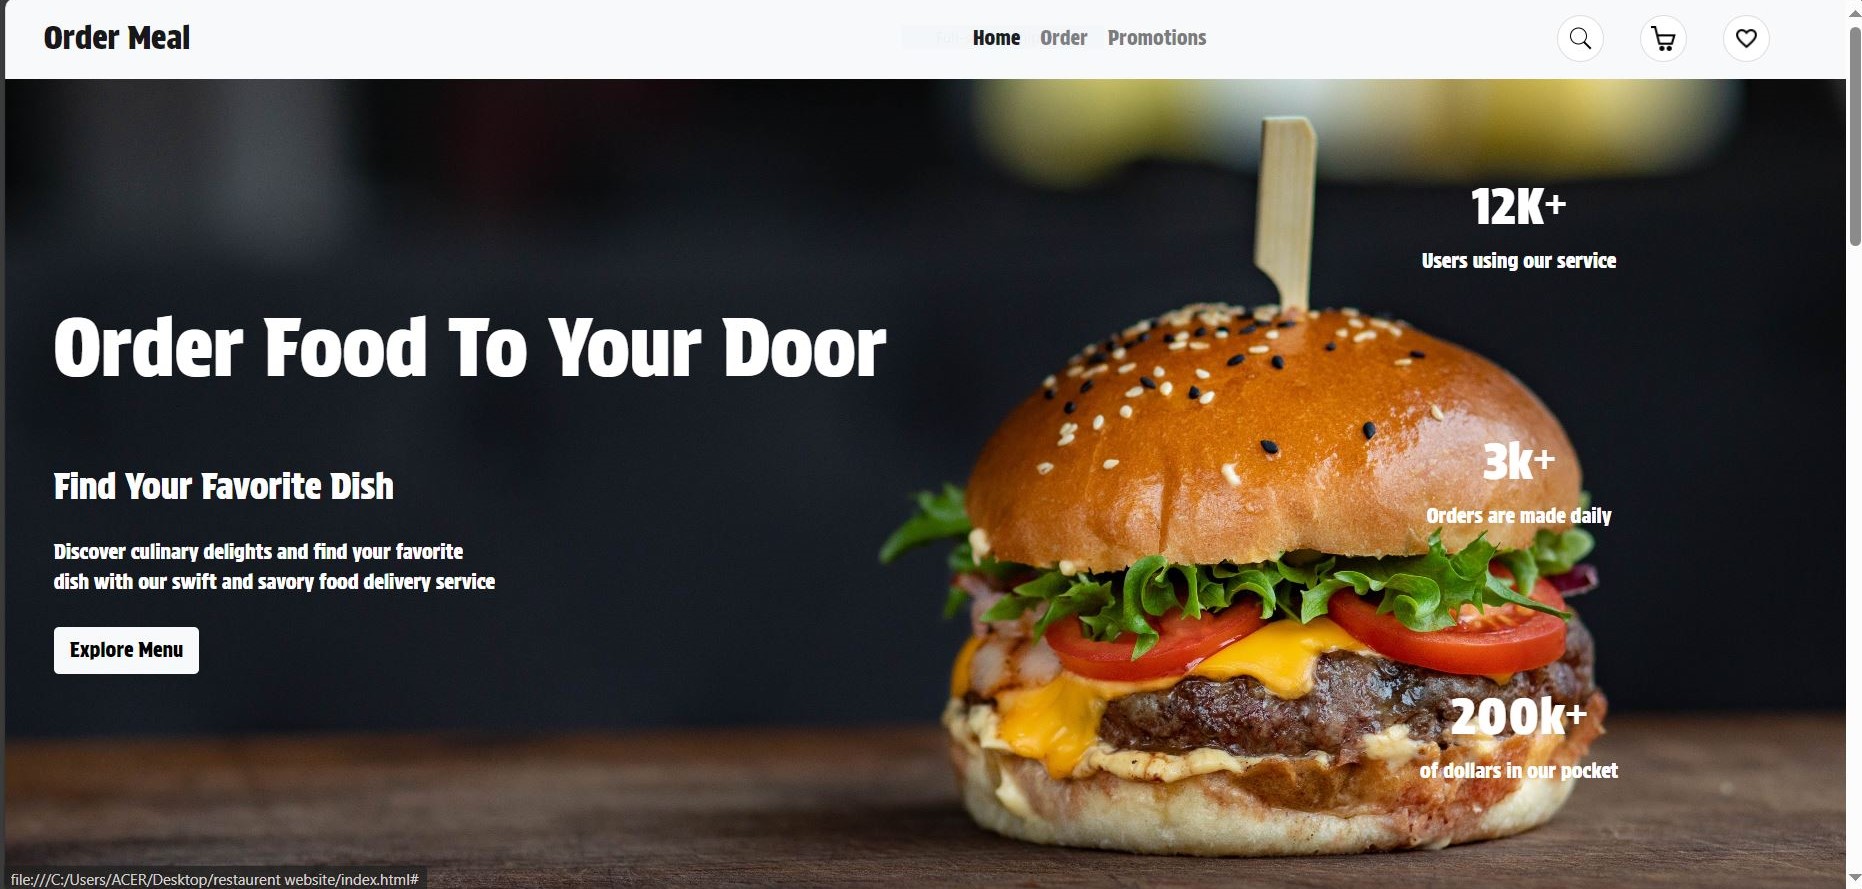 Order Meal
Home Order Promotions
12K+
Users using our service
Order Food To Your Door
3k+
Orders are made daily
Find Your Favorite Dish
Discover culinary delights and find your favorite
dish with our swift and savory food delivery service
Explore Menu
200k+
of dollars in our pocket
file:///C:/Users/ACER/Desktop/restaurent website/index.html#